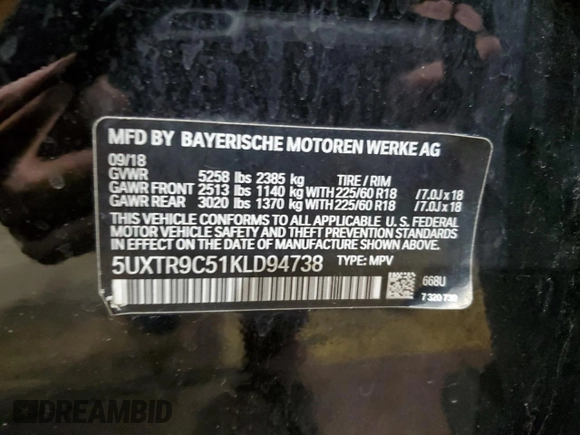 MFD BY BAYERISCHE MOTOREN WERKE AG
09/18
GVWR 5258 lbs 2385 kg TIRE / RIM
GAWR FRONT 2513 lbs 1140 kg WITH 225/60 R18 /7.0J x 18
GAWR REAR 3020 lbs 1370 kg WITH 225/60 R18 /7.0J x 18
THIS VEHICLE CONFORMS TO ALL APPLICABLE U. S. FEDERAL
MOTOR VEHICLE SAFETY, BUMPER, AND THEFT PREVENTION
STANDARDS IN EFFECT ON THE DATE OF MANUFACTURE SHOWN ABOVE.
5UXTR9C51KLD94738 TYPE: MPV
668U
7 320 739
DREAMBID